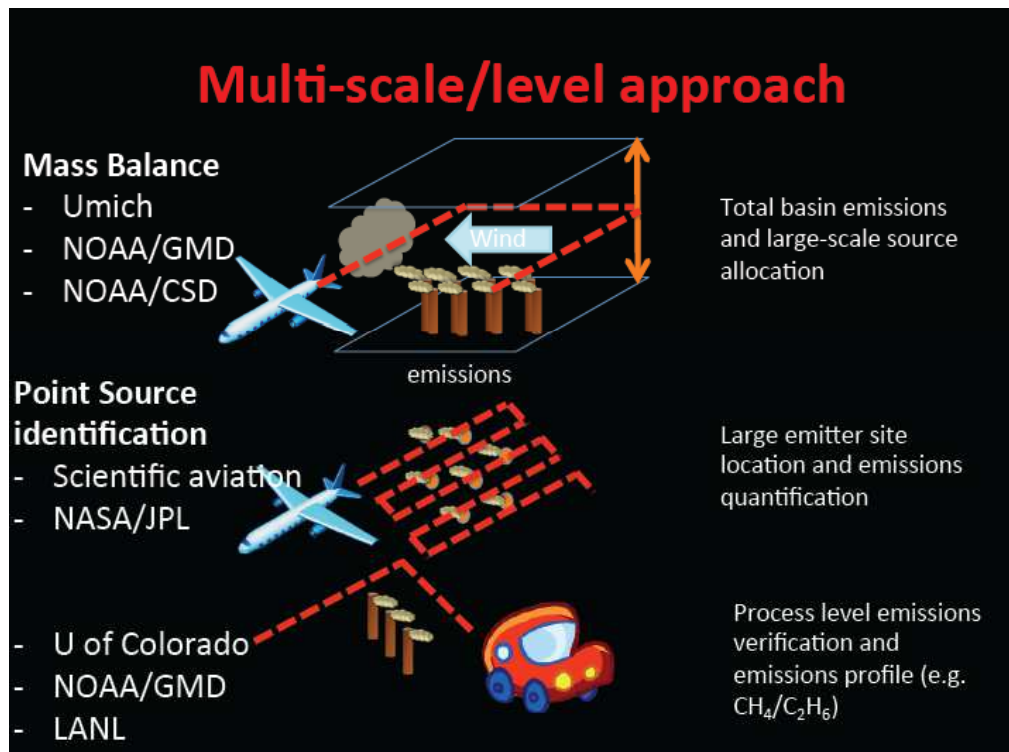 Multi-scale/level approach
Mass Balance
- Umich
- NOAA/GMD
- NOAA/CSD
Wind
emissions
Total basin emissions
and large-scale source
allocation
Point Source
identification
- Scientific aviation
- NASA/JPL
Large emitter site
location and emissions
quantification
- U of Colorado
- NOAA/GMD
- LANL
Process level emissions
verification and
emissions profile (e.g.
CH₄/C₂H₆)